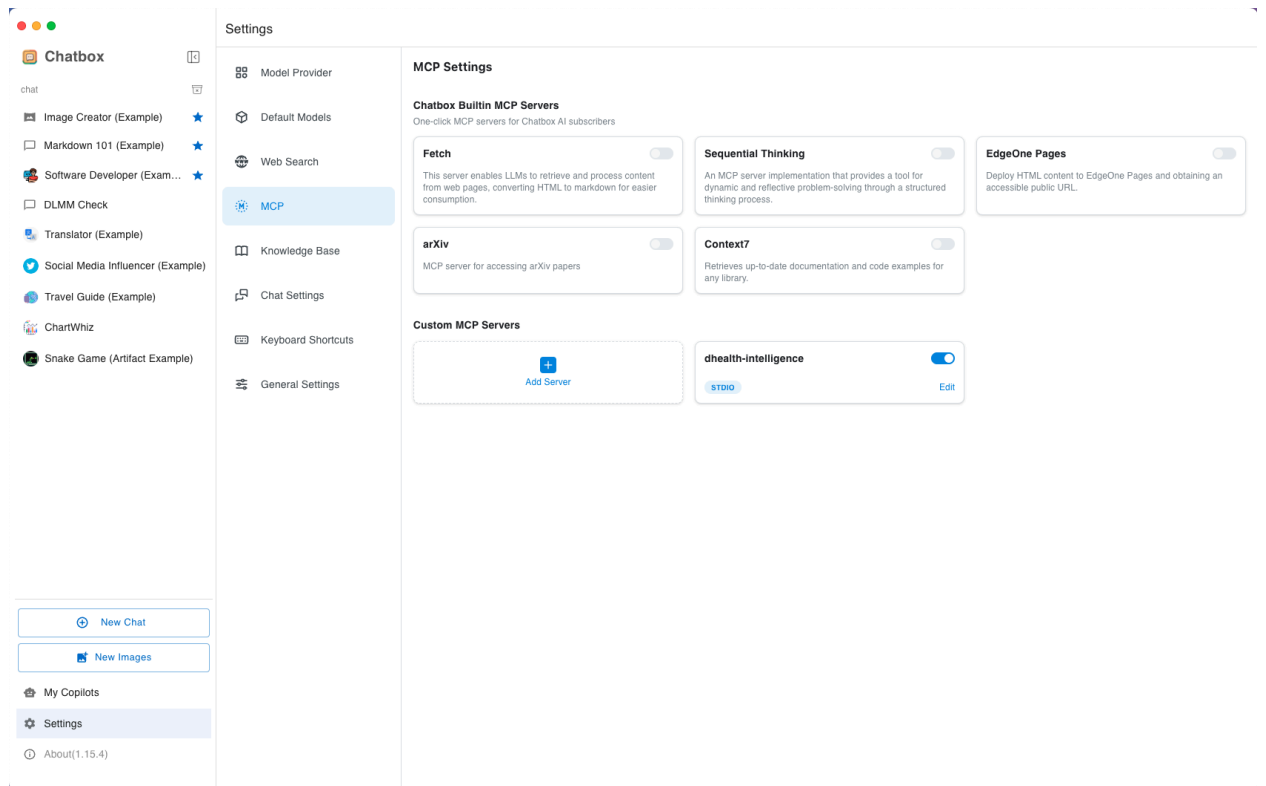 Settings
Chatbox
chat
Image Creator (Example)
Markdown 101 (Example)
Software Developer (Exam...
DLMM Check
Translator (Example)
Social Media Influencer (Example)
Travel Guide (Example)
ChartWhiz
Snake Game (Artifact Example)
New Chat
New Images
My Copilots
Settings
About(1.15.4)
Model Provider
Default Models
Web Search
MCP
Knowledge Base
Chat Settings
Keyboard Shortcuts
General Settings
MCP Settings
Chatbox Builtin MCP Servers
One-click MCP servers for Chatbox AI subscribers
Fetch
This server enables LLMs to retrieve and process content
from web pages, converting HTML to markdown for easier
consumption.
Sequential Thinking
An MCP server implementation that provides a tool for
dynamic and reflective problem-solving through a structured
thinking process.
EdgeOne Pages
Deploy HTML content to EdgeOne Pages and obtaining an
accessible public URL.
arXiv
MCP server for accessing arXiv papers
Context7
Retrieves up-to-date documentation and code examples for
any library.
Custom MCP Servers
Add Server
dhealth-intelligence
STDIO
Edit